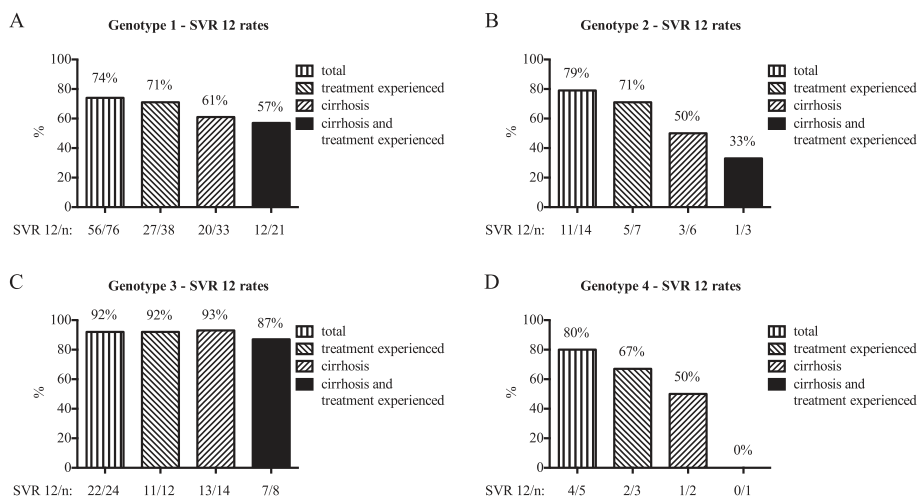 A
Genotype 1 - SVR 12 rates
100
80
60
40
20
0
%
74%
71%
61%
57%
total
treatment experienced
cirrhosis
cirrhosis and
treatment experienced
SVR 12/n: 56/76 27/38 20/33 12/21
B
Genotype 2 - SVR 12 rates
100
80
60
40
20
0
%
79%
71%
50%
33%
total
treatment experienced
cirrhosis
cirrhosis and
treatment experienced
SVR 12/n: 11/14 5/7 3/6 1/3
C
Genotype 3 - SVR 12 rates
100
80
60
40
20
0
%
92%
92%
93%
87%
total
treatment experienced
cirrhosis
cirrhosis and
treatment experienced
SVR 12/n: 22/24 11/12 13/14 7/8
D
Genotype 4 - SVR 12 rates
100
80
60
40
20
0
%
80%
67%
50%
0%
total
treatment experienced
cirrhosis
cirrhosis and
treatment experienced
SVR 12/n: 4/5 2/3 1/2 0/1